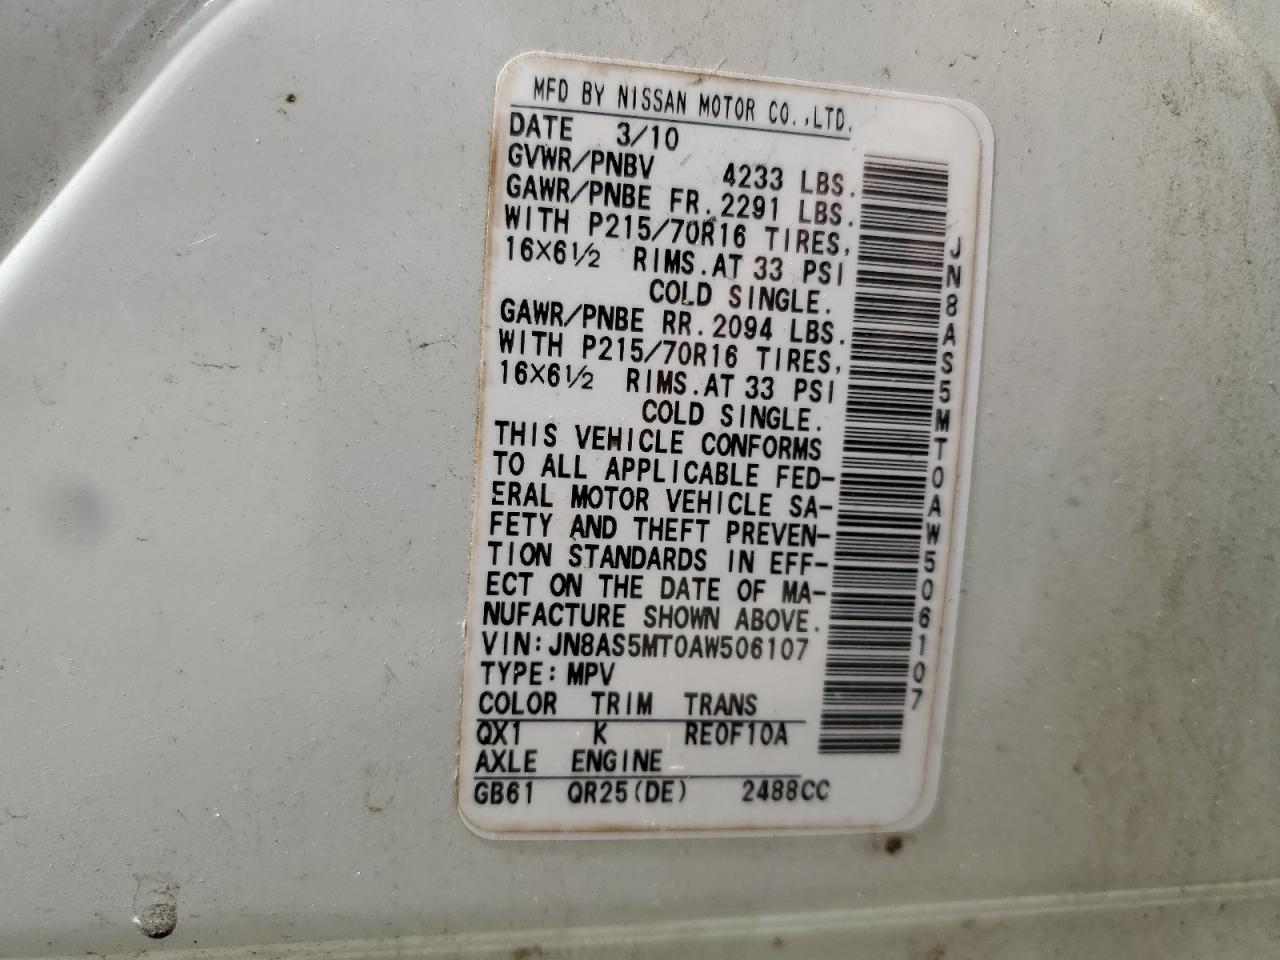 MFD BY NISSAN MOTOR CO.,LTD.
DATE 3/10
GVWR/PNBV 4233 LBS.
GAWR/PNBE FR.2291 LBS.
WITH P215/70R16 TIRES,
16X6½ RIMS.AT 33 PSI
COLD SINGLE.
GAWR/PNBE RR.2094 LBS.
WITH P215/70R16 TIRES,
16X6½ RIMS.AT 33 PSI
COLD SINGLE.
THIS VEHICLE CONFORMS
TO ALL APPLICABLE FED-
ERAL MOTOR VEHICLE SA-
FETY AND THEFT PREVEN-
TION STANDARDS IN EFF-
ECT ON THE DATE OF MA-
NUFACTURE SHOWN ABOVE.
VIN:JN8AS5MT0AW506107
TYPE:MPV
COLOR TRIM TRANS
QX1 K RE0F10A
AXLE ENGINE
GB61 QR25(DE) 2488CC
JN8AS5MT0AW506107